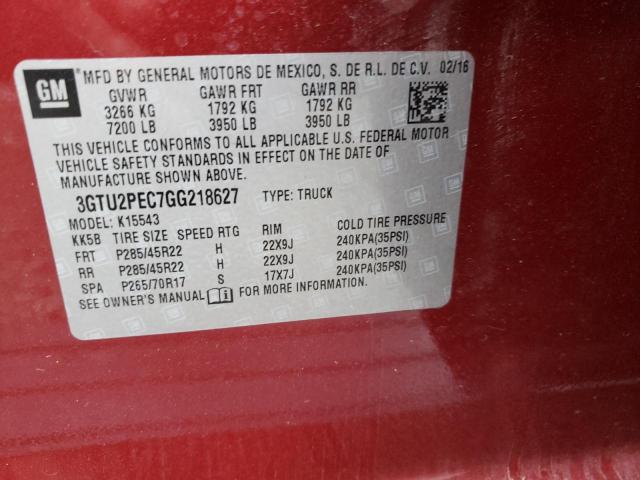 GM
MFD BY GENERAL MOTORS DE MEXICO, S. DE R.L. DE C.V. 02/16
GVWR GAWR FRT GAWR RR
3266 KG 1792 KG 1792 KG
7200 LB 3950 LB 3950 LB
THIS VEHICLE CONFORMS TO ALL APPLICABLE U.S. FEDERAL MOTOR
VEHICLE SAFETY STANDARDS IN EFFECT ON THE DATE OF
MANUFACTURE SHOWN ABOVE.
3GTU2PEC7GG218627 TYPE: TRUCK
MODEL: K15543
KK5B TIRE SIZE SPEED RTG RIM COLD TIRE PRESSURE
FRT P285/45R22 H 22X9J 240KPA(35PSI)
RR P285/45R22 H 22X9J 240KPA(35PSI)
SPA P265/70R17 S 17X7J 240KPA(35PSI)
SEE OWNER'S MANUAL FOR MORE INFORMATION.